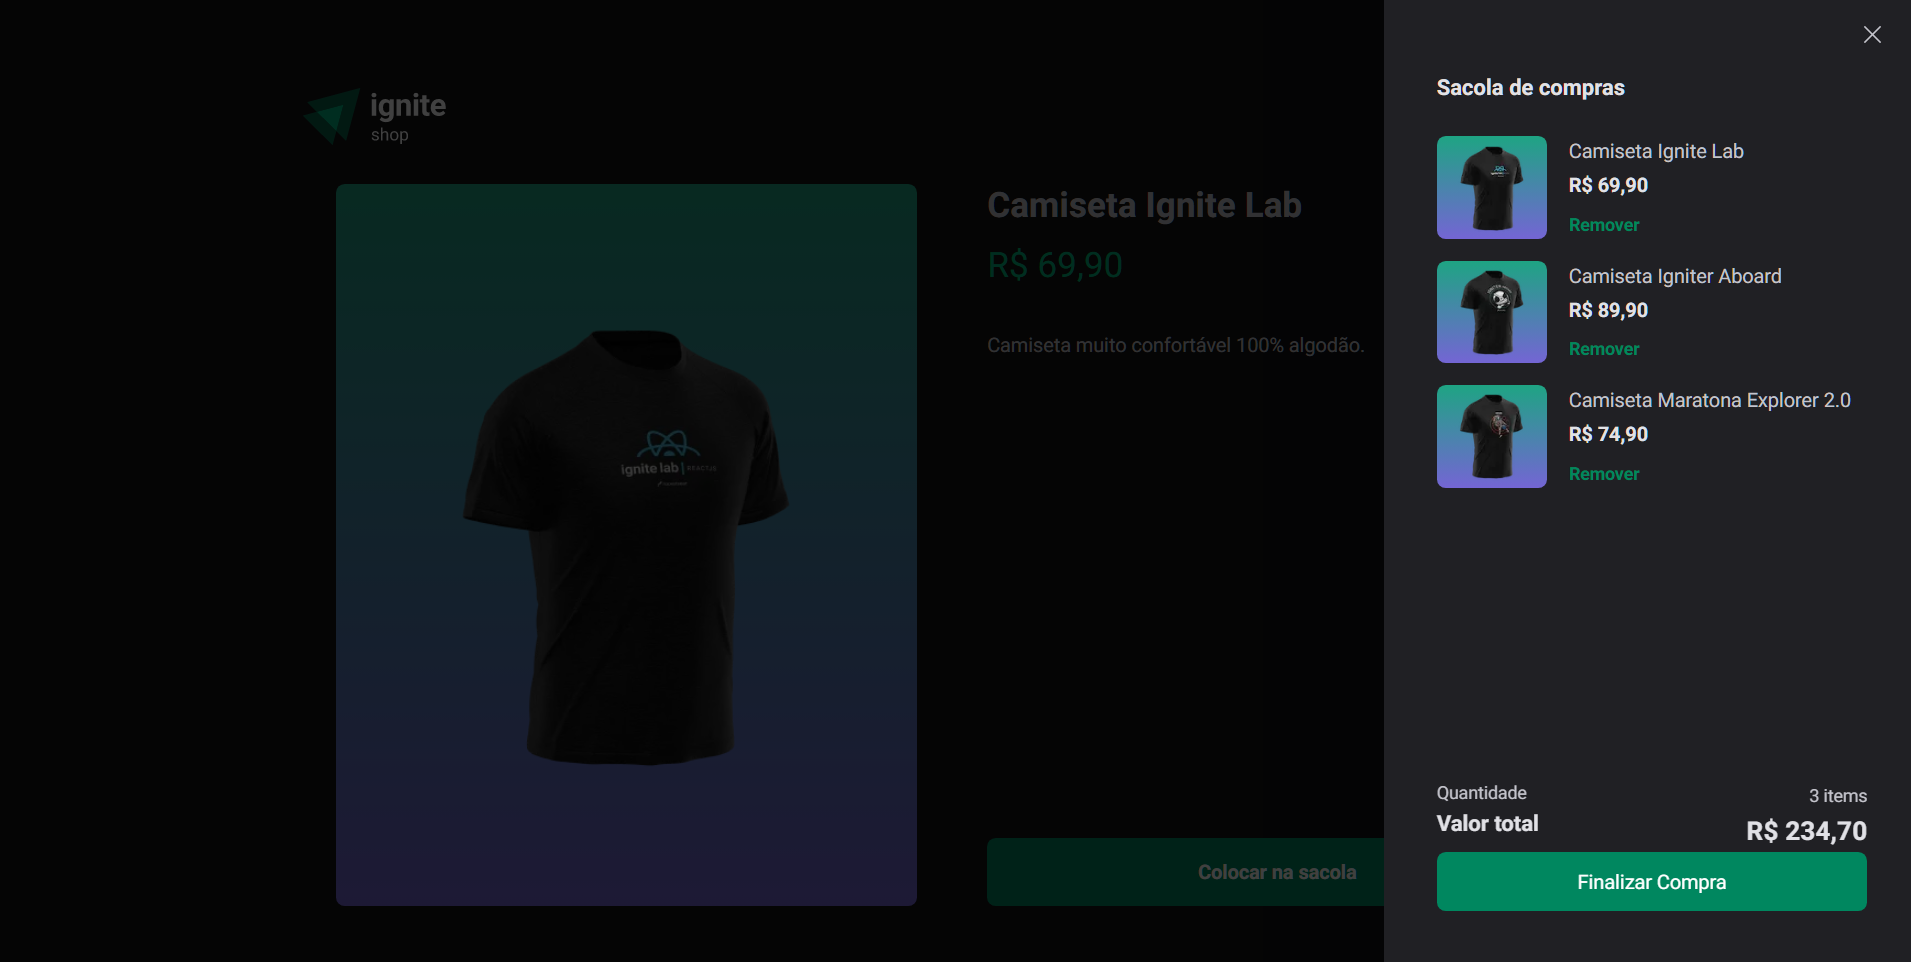 ignite
shop
Camiseta Ignite Lab
R$ 69,90
Camiseta muito confortável 100% algodão.
ignite lab
Colocar na sacola
Sacola de compras
Camiseta Ignite Lab
R$ 69,90
Remover
Camiseta Igniter Aboard
R$ 89,90
Remover
Camiseta Maratona Explorer 2.0
R$ 74,90
Remover
Quantidade
3 items
Valor total
R$ 234,70
Finalizar Compra